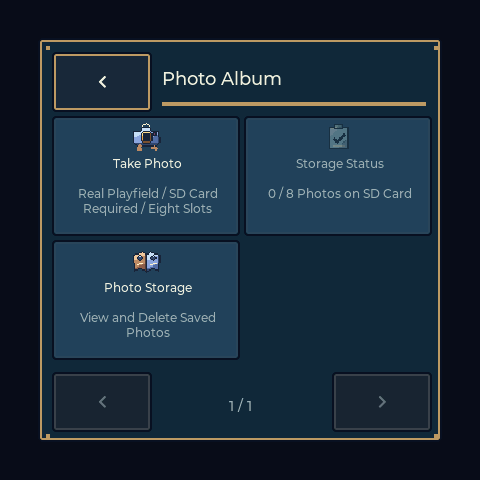 Photo Album
Take Photo
Real Playfield / SD Card
Required / Eight Slots
Storage Status
0 / 8 Photos on SD Card
Photo Storage
View and Delete Saved
Photos
1 / 1